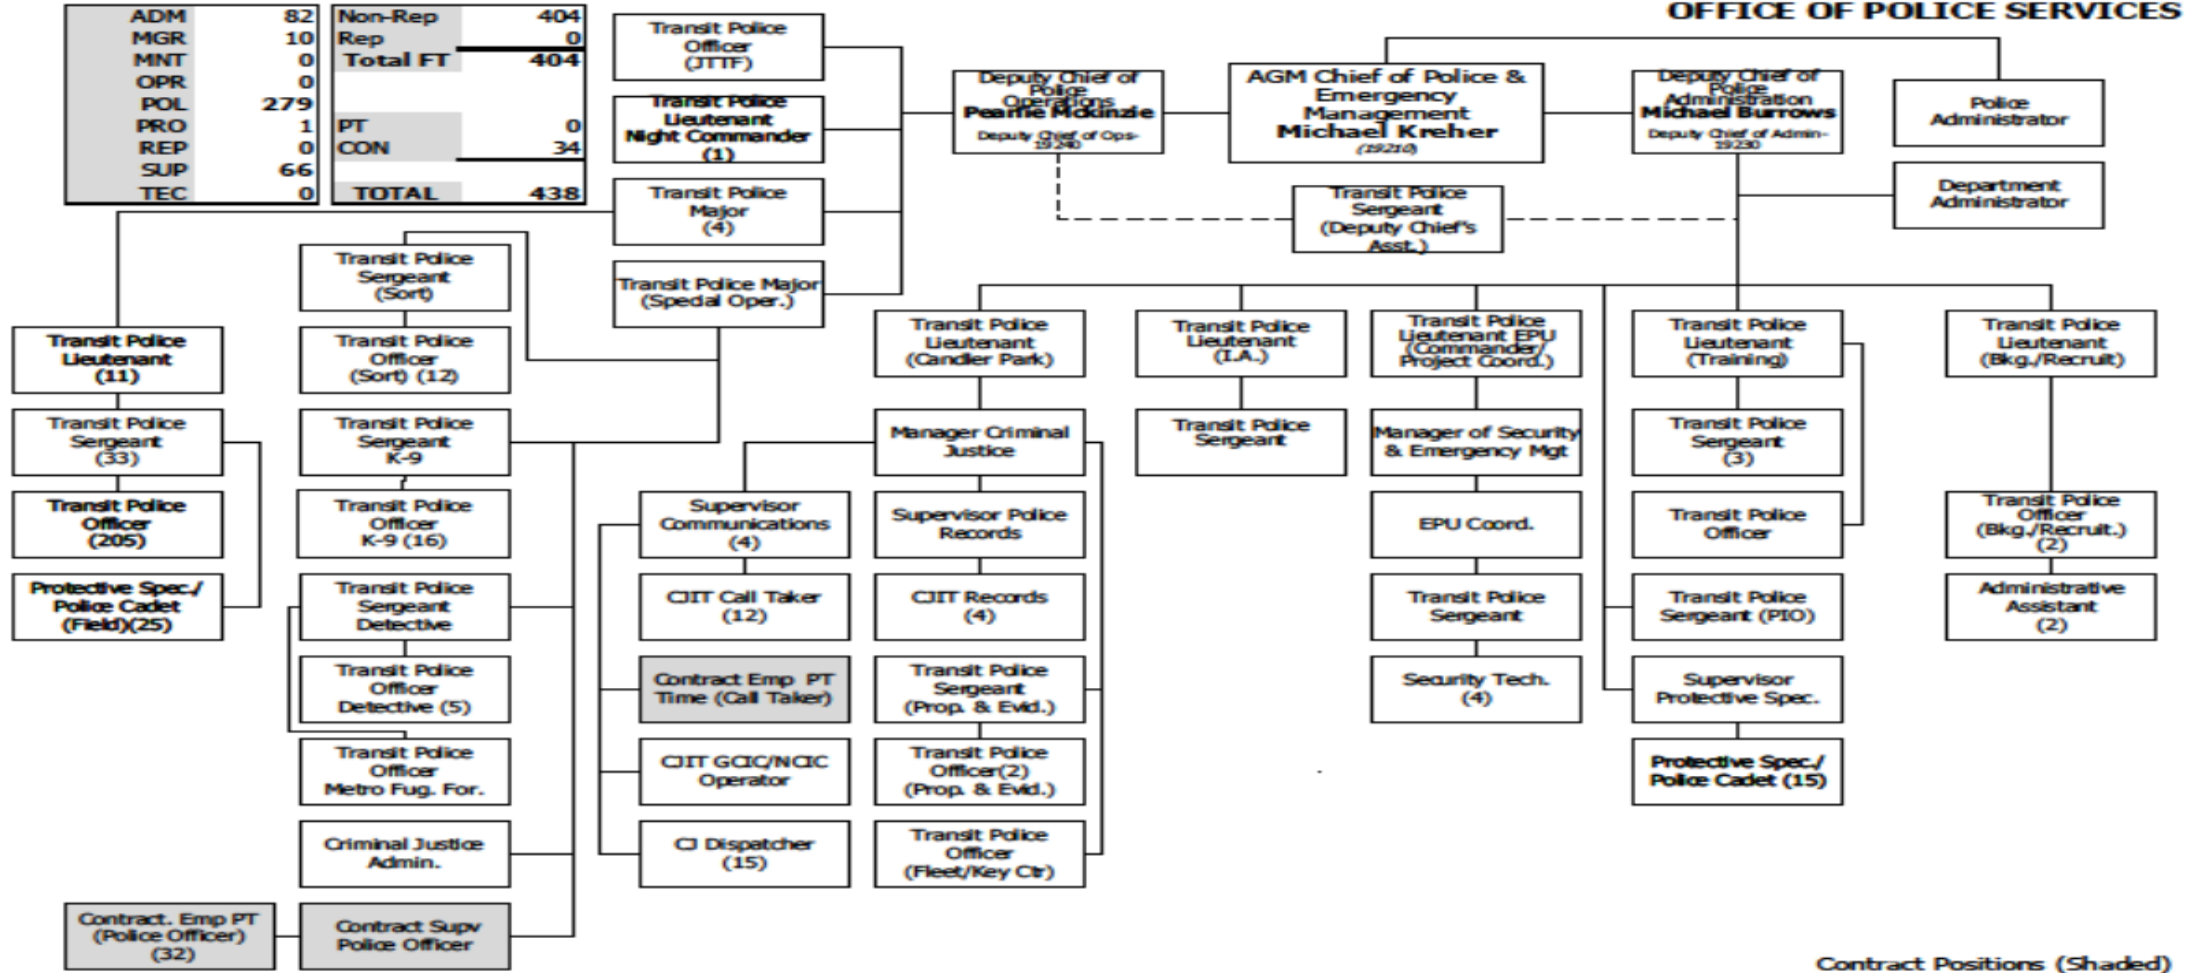 OFFICE OF POLICE SERVICES
ADM 82
MGR 10
MNT 0
OPR 0
POL 279
PRO 1
REP 0
SUP 66
TEC 0
Non-Rep 404
Rep 0
Total FT 404
PT 0
CON 34
TOTAL 438
Transit Police
Officer
(JTTF)
Transit Police
Lieutenant
Night Commander
(1)
Transit Police
Major
(4)
Transit Police Major
(Special Oper.)
Deputy Chief of
Police
Operations
Pearlie Mckinzie
Deputy Chief of Ops-
19240
AGM Chief of Police &
Emergency
Management
Michael Kreher
(19210)
Deputy Chief of
Police
Administration
Michael Burrows
Deputy Chief of Admin-
19230
Police
Administrator
Department
Administrator
Transit Police
Sergeant
(Deputy Chief's
Asst.)
Transit Police
Lieutenant
(11)
Transit Police
Sergeant
(33)
Transit Police
Officer
(205)
Protective Spec./
Police Cadet
(Field)(25)
Transit Police
Sergeant
(Sort)
Transit Police
Officer
(Sort) (12)
Transit Police
Sergeant
K-9
Transit Police
Officer
K-9 (16)
Transit Police
Sergeant
Detective
Transit Police
Officer
Detective (5)
Transit Police
Officer
Metro Fug. For.
Criminal Justice
Admin.
Contract Supv
Police Officer
Contract. Emp PT
(Police Officer)
(32)
Transit Police
Lieutenant
(Candler Park)
Manager Criminal
Justice
Supervisor
Communications
(4)
CJIT Call Taker
(12)
Contract Emp PT
Time (Call Taker)
CJIT GCIC/NCIC
Operator
CJ Dispatcher
(15)
Supervisor Police
Records
CJIT Records
(4)
Transit Police
Sergeant
(Prop. & Evid.)
Transit Police
Officer(2)
(Prop. & Evid.)
Transit Police
Officer
(Fleet/Key Ctr)
Transit Police
Lieutenant
(I.A.)
Transit Police
Sergeant
Transit Police
Lieutenant EPU
(Commander/
Project Coord.)
Manager of Security
& Emergency Mgt
EPU Coord.
Transit Police
Sergeant
Security Tech.
(4)
Transit Police
Lieutenant
(Training)
Transit Police
Sergeant
(3)
Transit Police
Officer
Transit Police
Sergeant (PIO)
Supervisor
Protective Spec.
Protective Spec./
Police Cadet (15)
Transit Police
Lieutenant
(Bkg./Recruit)
Transit Police
Officer
(Bkg./Recruit.)
(2)
Administrative
Assistant
(2)
Contract Positions (Shaded)